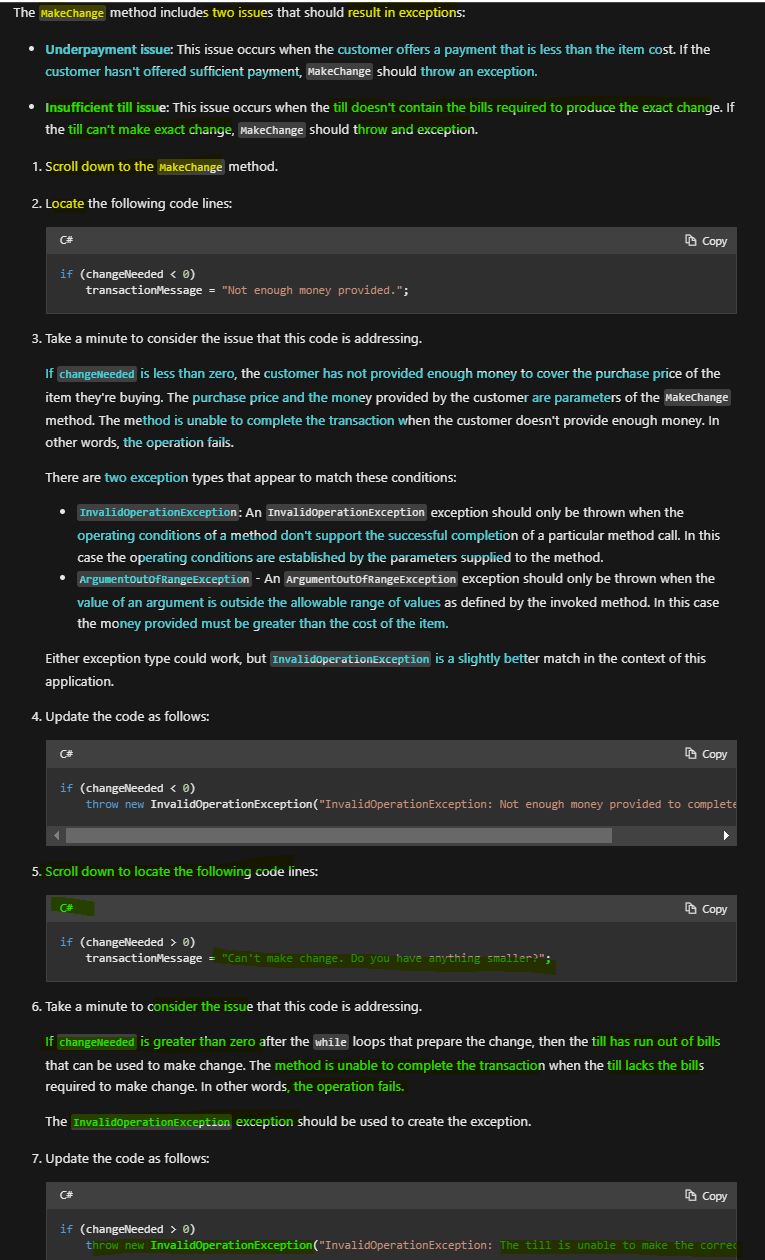 The MakeChange method includes two issues that should result in exceptions:
Underpayment issue: This issue occurs when the customer offers a payment that is less than the item cost. If the
customer hasn't offered sufficient payment, MakeChange should throw an exception.
Insufficient till issue: This issue occurs when the till doesn't contain the bills required to produce the exact change. If
the till can't make exact change, MakeChange should throw and exception.
1. Scroll down to the MakeChange method.
2. Locate the following code lines:
C# Copy
if (changeNeeded < 0)
transactionMessage = "Not enough money provided.";
3. Take a minute to consider the issue that this code is addressing.
If changeNeeded is less than zero, the customer has not provided enough money to cover the purchase price of the
item they're buying. The purchase price and the money provided by the customer are parameters of the MakeChange
method. The method is unable to complete the transaction when the customer doesn't provide enough money. In
other words, the operation fails.
There are two exception types that appear to match these conditions:
InvalidOperationException: An InvalidOperationException exception should only be thrown when the
operating conditions of a method don't support the successful completion of a particular method call. In this
case the operating conditions are established by the parameters supplied to the method.
ArgumentOutOfRangeException - An ArgumentOutOfRangeException exception should only be thrown when the
value of an argument is outside the allowable range of values as defined by the invoked method. In this case
the money provided must be greater than the cost of the item.
Either exception type could work, but InvalidOperationException is a slightly better match in the context of this
application.
4. Update the code as follows:
C# Copy
if (changeNeeded < 0)
throw new InvalidOperationException("InvalidOperationException: Not enough money provided to complete
5. Scroll down to locate the following code lines:
C# Copy
if (changeNeeded > 0)
transactionMessage = "Can't make change. Do you have anything smaller?";
6. Take a minute to consider the issue that this code is addressing.
If changeNeeded is greater than zero after the while loops that prepare the change, then the till has run out of bills
that can be used to make change. The method is unable to complete the transaction when the till lacks the bills
required to make change. In other words, the operation fails.
The InvalidOperationException exception should be used to create the exception.
7. Update the code as follows:
C# Copy
if (changeNeeded > 0)
throw new InvalidOperationException("InvalidOperationException: The till is unable to make the correc